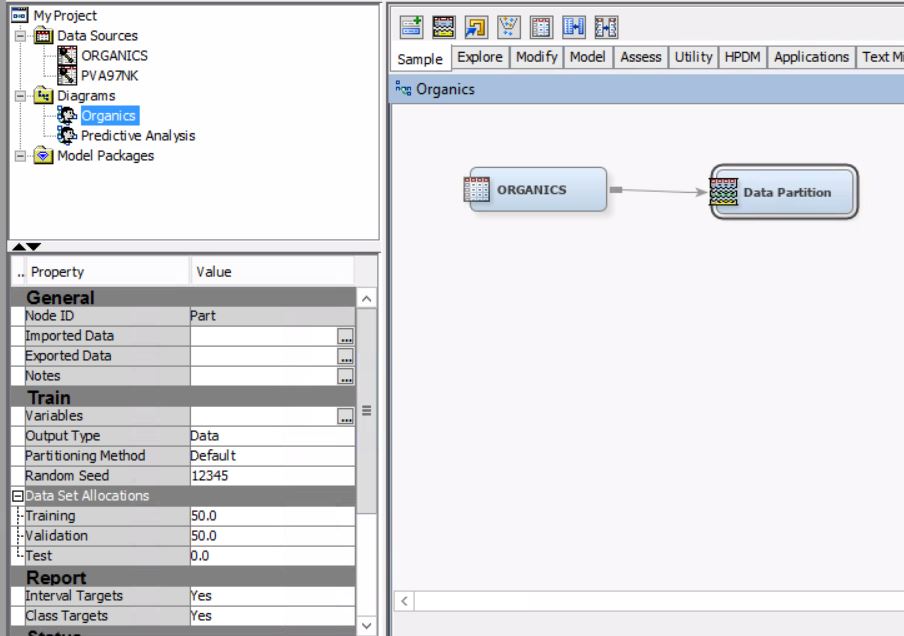 My Project
Data Sources
ORGANICS
PVA97NK
Diagrams
Organics
Predictive Analysis
Model Packages
.. Property Value
General
Node ID Part
Imported Data ...
Exported Data ...
Notes ...
Train
Variables ...
Output Type Data
Partitioning Method Default
Random Seed 12345
Data Set Allocations
Training 50.0
Validation 50.0
Test 0.0
Report
Interval Targets Yes
Class Targets Yes
Status
Sample Explore Modify Model Assess Utility HPDM Applications Text Mi
Organics
ORGANICS
Data Partition